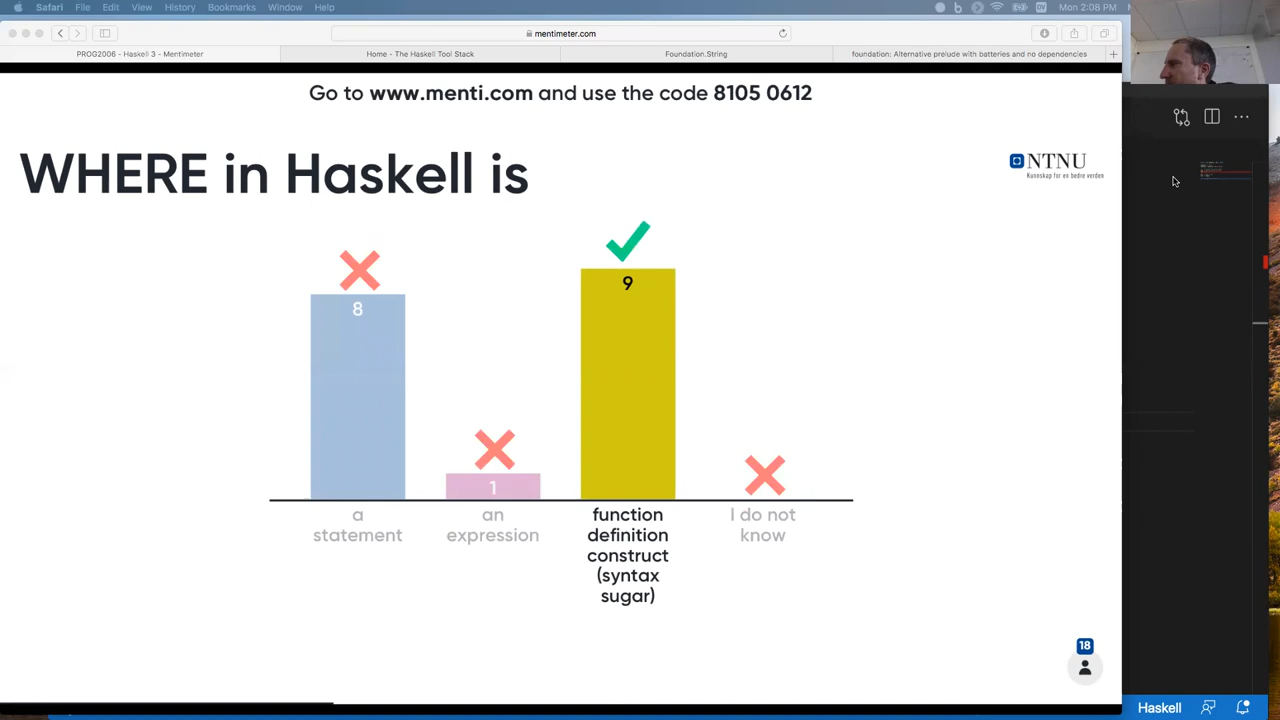 Safari File Edit View History Bookmarks Window Help Mon 2:08 PM
mentimeter.com
PROG2006 - Haskell 3 - Mentimeter Home - The Haskell Tool Stack Foundation.String foundation: Alternative prelude with batteries and no dependencies
Go to www.menti.com and use the code 8105 0612
WHERE in Haskell is
NTNU
Kunnskap for en bedre verden
8
1
9
a
statement
an
expression
function
definition
construct
(syntax
sugar)
I do not
know
18
Haskell